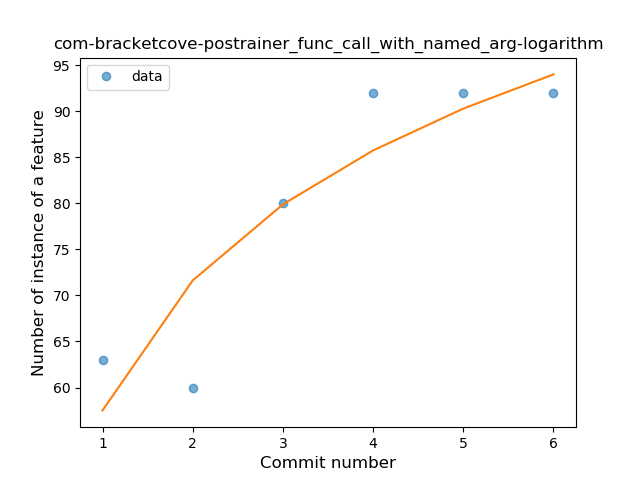 com-bracketcove-postrainer_func_call_with_named_arg-logarithm
data
Number of instance of a feature
95
90
85
80
75
70
65
60
1 2 3 4 5 6
Commit number